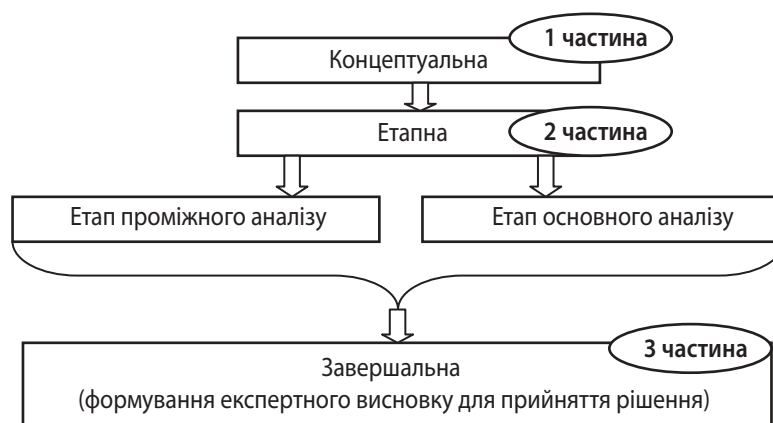 1 частина
Концептуальна
Етапна
2 частина
Етап проміжного аналізу
Етап основного аналізу
3 частина
Завершальна
(формування експертного висновку для прийняття рішення)